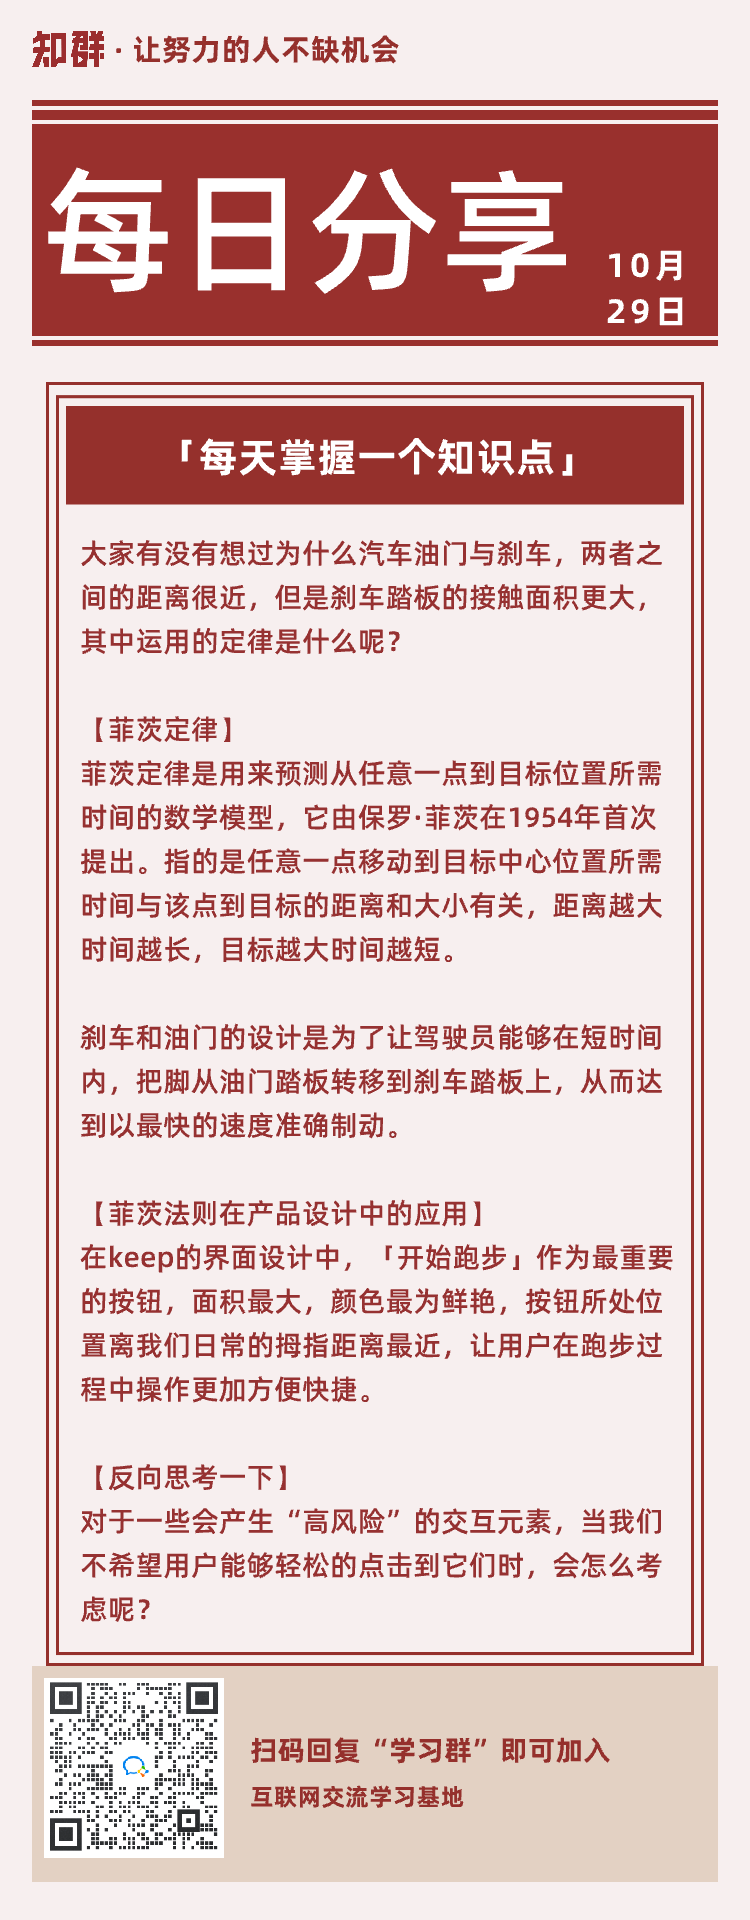 知群 · 让努力的人不缺机会
每日分享
10月
29日
「每天掌握一个知识点」
大家有没有想过为什么汽车油门与刹车，两者之
间的距离很近，但是刹车踏板的接触面积更大，
其中运用的定律是什么呢？
【菲茨定律】
菲茨定律是用来预测从任意一点到目标位置所需
时间的数学模型，它由保罗·菲茨在1954年首次
提出。指的是任意一点移动到目标中心位置所需
时间与该点到目标的距离和大小有关，距离越大
时间越长，目标越大时间越短。
刹车和油门的设计是为了让驾驶员能够在短时间
内，把脚从油门踏板转移到刹车踏板上，从而达
到以最快的速度准确制动。
【菲茨法则在产品设计中的应用】
在keep的界面设计中，「开始跑步」作为最重要
的按钮，面积最大，颜色最为鲜艳，按钮所处位
置离我们日常的拇指距离最近，让用户在跑步过
程中操作更加方便快捷。
【反向思考一下】
对于一些会产生“高风险”的交互元素，当我们
不希望用户能够轻松的点击到它们时，会怎么考
虑呢？
扫码回复“学习群”即可加入
互联网交流学习基地